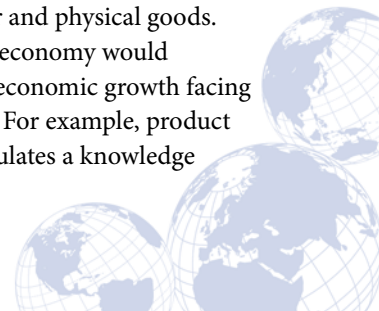 and physical goods.
economy would
economic growth facing
For example, product
ulates a knowledge